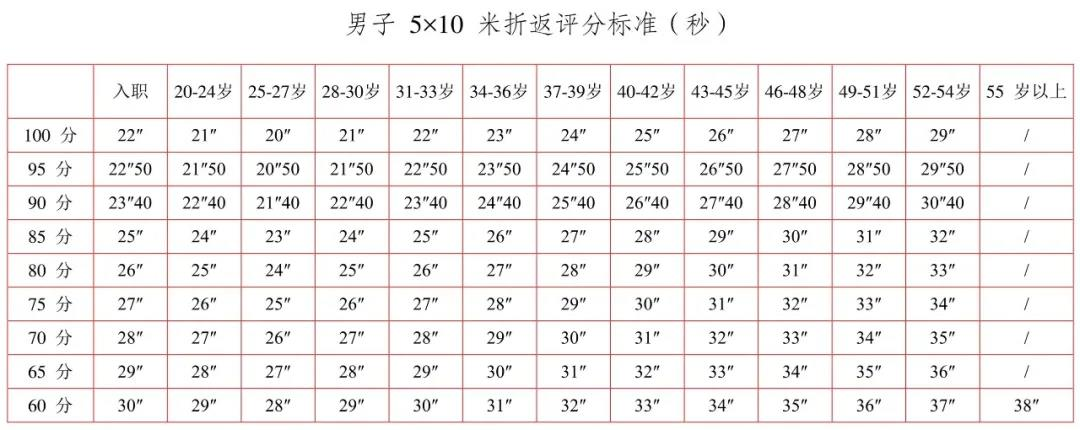 男子 5×10 米折返评分标准（秒）
入职 20-24岁 25-27岁 28-30岁 31-33岁 34-36岁 37-39岁 40-42岁 43-45岁 46-48岁 49-51岁 52-54岁 55 岁以上
100 分 22″ 21″ 20″ 21″ 22″ 23″ 24″ 25″ 26″ 27″ 28″ 29″ /
95 分 22″50 21″50 20″50 21″50 22″50 23″50 24″50 25″50 26″50 27″50 28″50 29″50 /
90 分 23″40 22″40 21″40 22″40 23″40 24″40 25″40 26″40 27″40 28″40 29″40 30″40 /
85 分 25″ 24″ 23″ 24″ 25″ 26″ 27″ 28″ 29″ 30″ 31″ 32″ /
80 分 26″ 25″ 24″ 25″ 26″ 27″ 28″ 29″ 30″ 31″ 32″ 33″ /
75 分 27″ 26″ 25″ 26″ 27″ 28″ 29″ 30″ 31″ 32″ 33″ 34″ /
70 分 28″ 27″ 26″ 27″ 28″ 29″ 30″ 31″ 32″ 33″ 34″ 35″ /
65 分 29″ 28″ 27″ 28″ 29″ 30″ 31″ 32″ 33″ 34″ 35″ 36″ /
60 分 30″ 29″ 28″ 29″ 30″ 31″ 32″ 33″ 34″ 35″ 36″ 37″ 38″